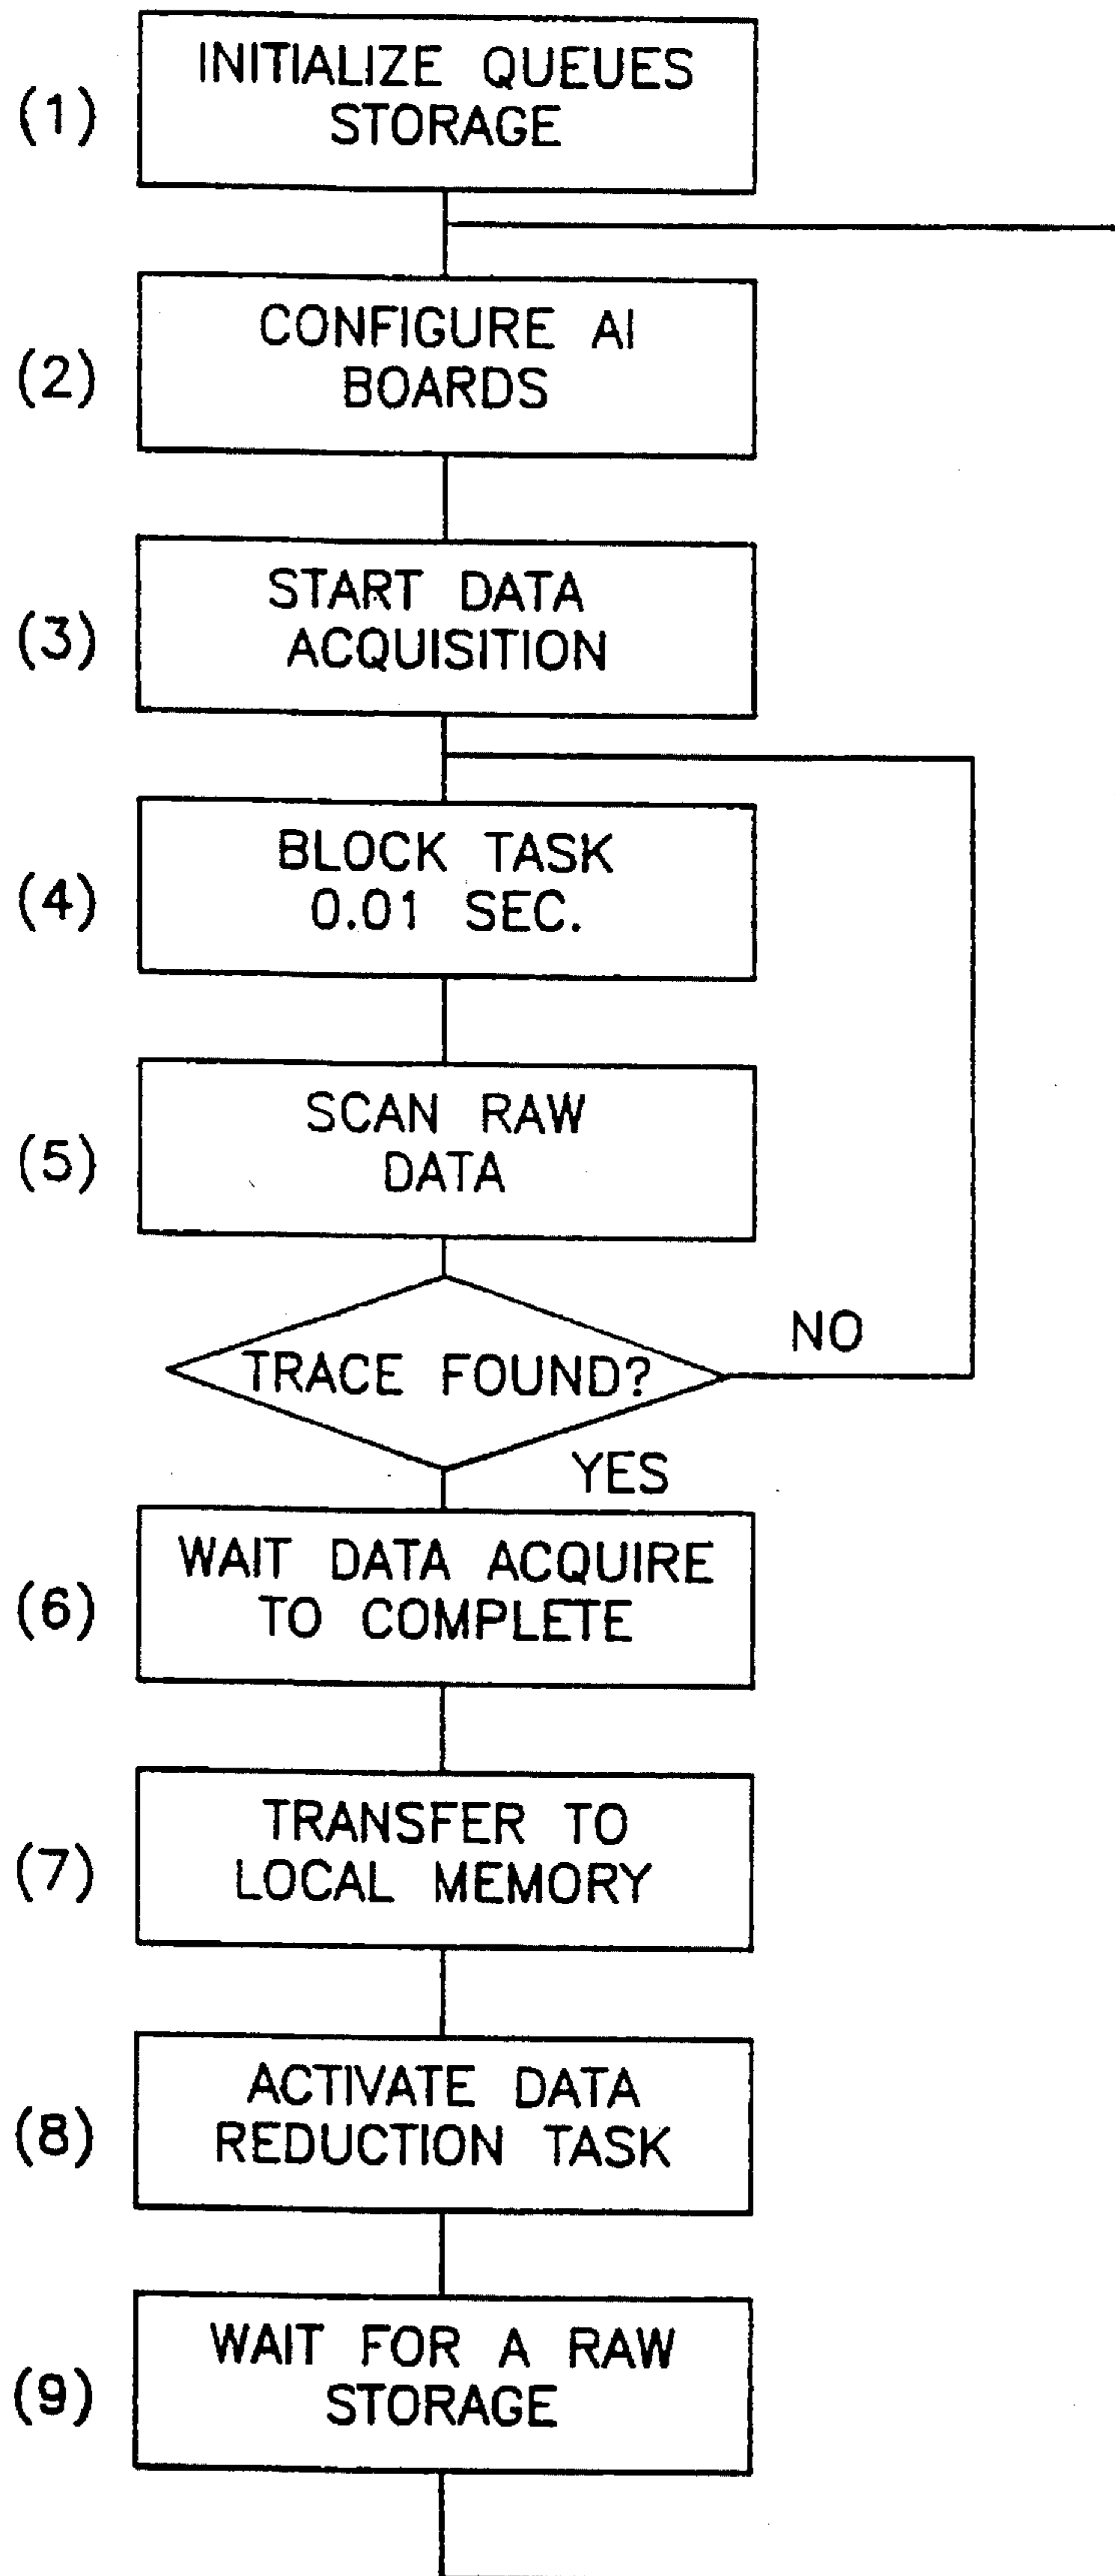 (1)
INITIALIZE QUEUES
STORAGE
(2)
CONFIGURE AI
BOARDS
(3)
START DATA
ACQUISITION
(4)
BLOCK TASK
0.01 SEC.
(5)
SCAN RAW
DATA
TRACE FOUND?
NO
YES
(6)
WAIT DATA ACQUIRE
TO COMPLETE
(7)
TRANSFER TO
LOCAL MEMORY
(8)
ACTIVATE DATA
REDUCTION TASK
(9)
WAIT FOR A RAW
STORAGE